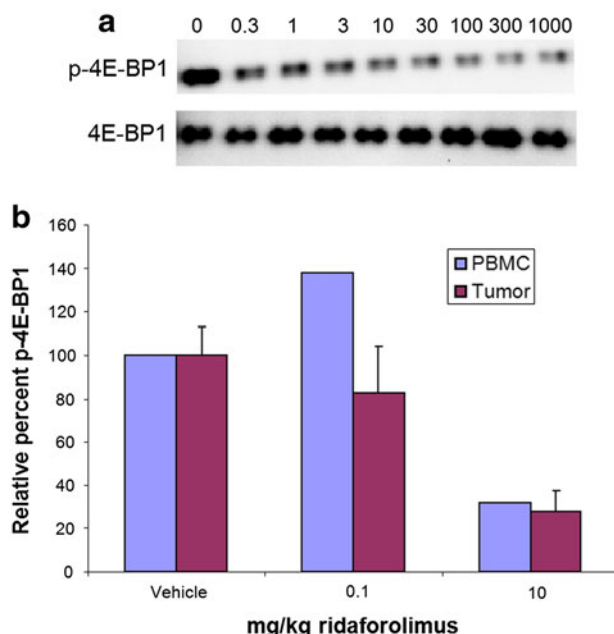 a
0 0.3 1 3 10 30 100 300 1000
p-4E-BP1
4E-BP1
b
Relative percent p-4E-BP1
160
140
120
100
80
60
40
20
0
PBMC
Tumor
Vehicle 0.1 10
mg/kg ridaforolimus